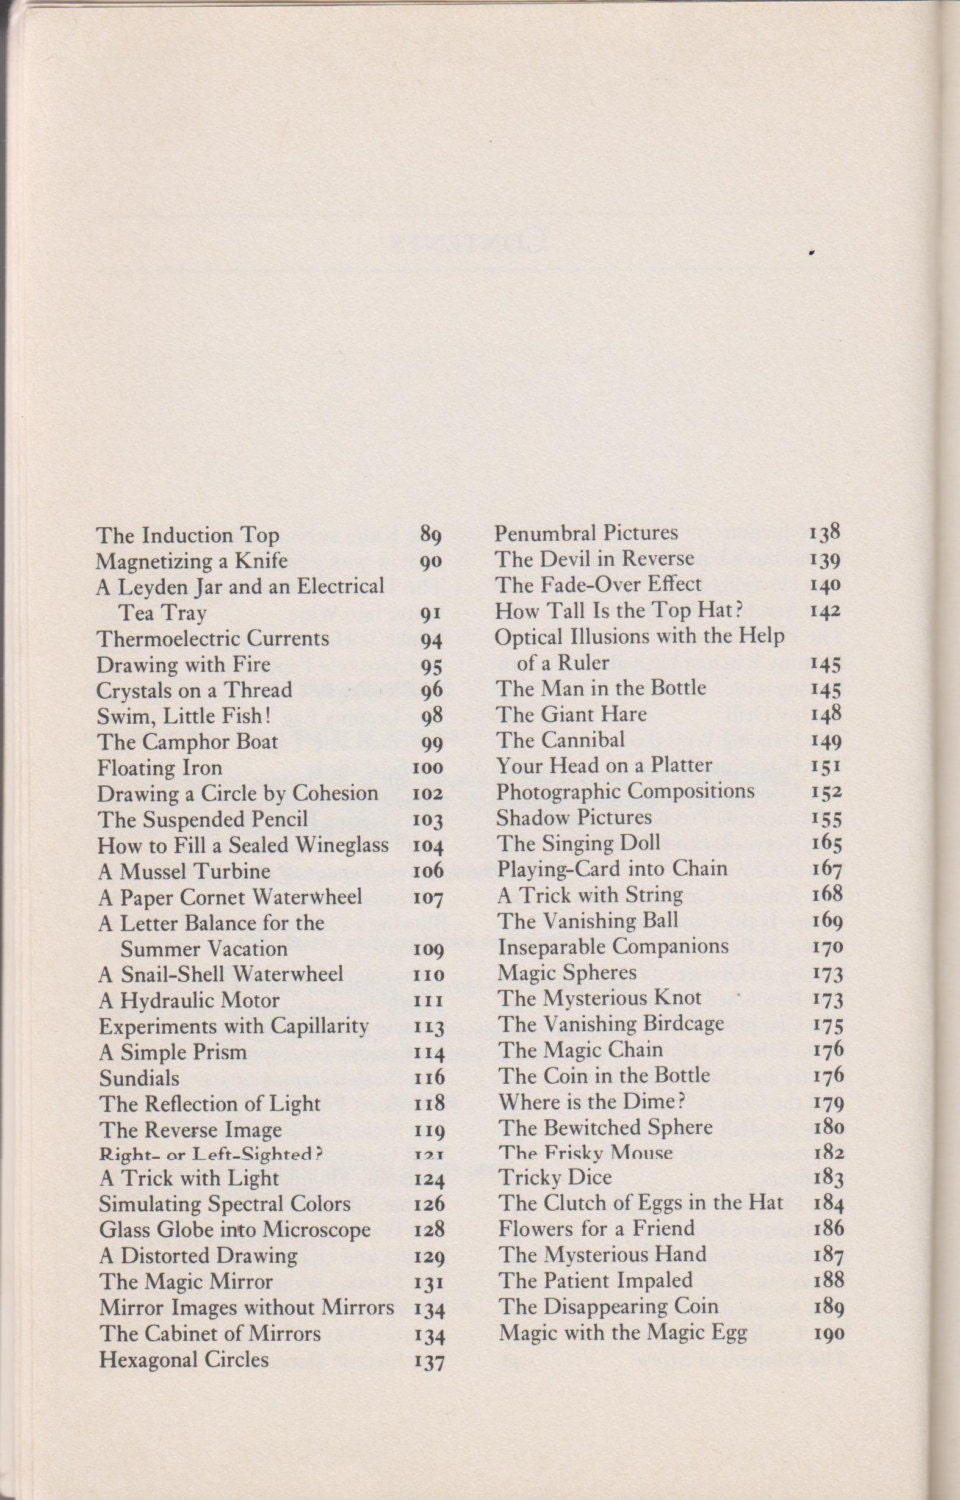 The Induction Top 89
Magnetizing a Knife 90
A Leyden Jar and an Electrical
Tea Tray 91
Thermoelectric Currents 94
Drawing with Fire 95
Crystals on a Thread 96
Swim, Little Fish! 98
The Camphor Boat 99
Floating Iron 100
Drawing a Circle by Cohesion 102
The Suspended Pencil 103
How to Fill a Sealed Wineglass 104
A Mussel Turbine 106
A Paper Cornet Waterwheel 107
A Letter Balance for the
Summer Vacation 109
A Snail-Shell Waterwheel 110
A Hydraulic Motor 111
Experiments with Capillarity 113
A Simple Prism 114
Sundials 116
The Reflection of Light 118
The Reverse Image 119
Right- or Left-Sighted? 121
A Trick with Light 124
Simulating Spectral Colors 126
Glass Globe into Microscope 128
A Distorted Drawing 129
The Magic Mirror 131
Mirror Images without Mirrors 134
The Cabinet of Mirrors 134
Hexagonal Circles 137
Penumbral Pictures 138
The Devil in Reverse 139
The Fade-Over Effect 140
How Tall Is the Top Hat? 142
Optical Illusions with the Help
of a Ruler 145
The Man in the Bottle 145
The Giant Hare 148
The Cannibal 149
Your Head on a Platter 151
Photographic Compositions 152
Shadow Pictures 155
The Singing Doll 165
Playing-Card into Chain 167
A Trick with String 168
The Vanishing Ball 169
Inseparable Companions 170
Magic Spheres 173
The Mysterious Knot 173
The Vanishing Birdcage 175
The Magic Chain 176
The Coin in the Bottle 176
Where is the Dime? 179
The Bewitched Sphere 180
The Frisky Mouse 182
Tricky Dice 183
The Clutch of Eggs in the Hat 184
Flowers for a Friend 186
The Mysterious Hand 187
The Patient Impaled 188
The Disappearing Coin 189
Magic with the Magic Egg 190